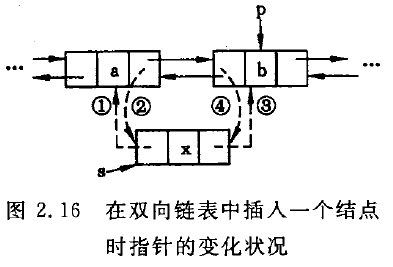 p
... a b ...
① ② ④ ③
x
s
图 2.16 在双向链表中插入一个结点
时指针的变化状况